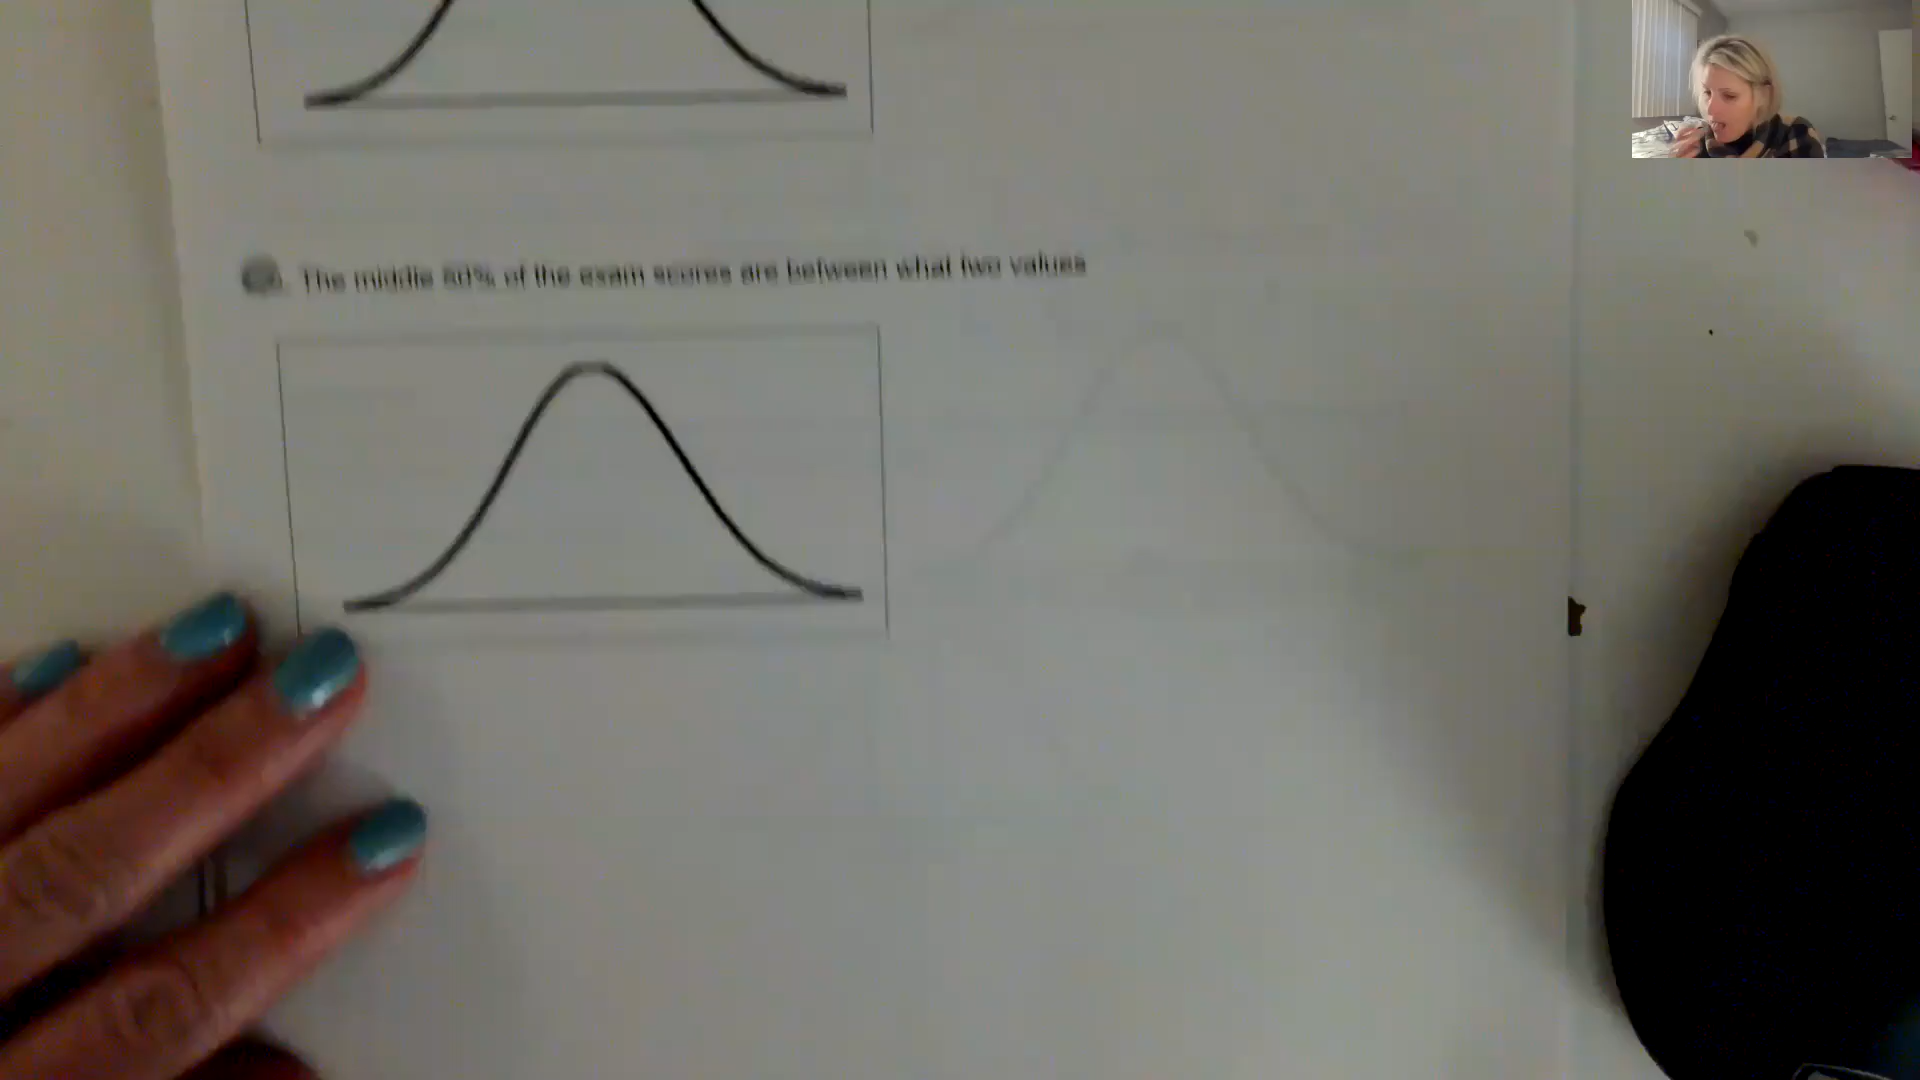 The middle of the exam scores are between what two values